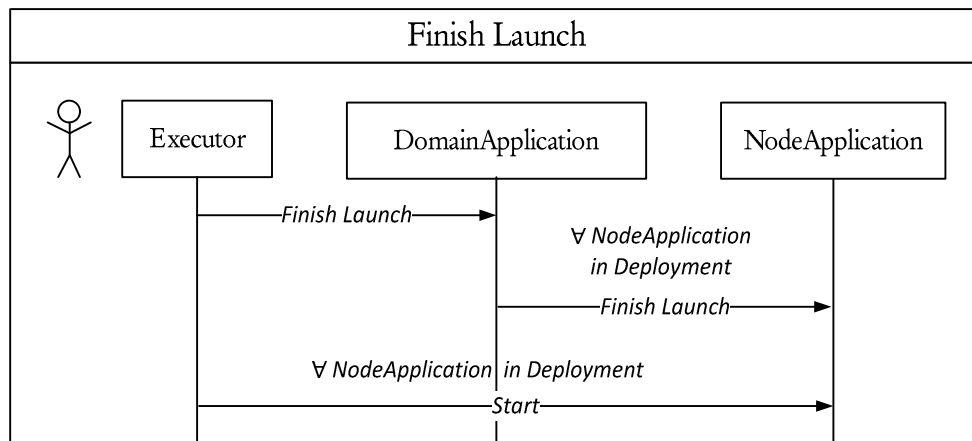 Finish Launch
Executor
DomainApplication
NodeApplication
Finish Launch
∀ NodeApplication
in Deployment
Finish Launch
∀ NodeApplication in Deployment
Start